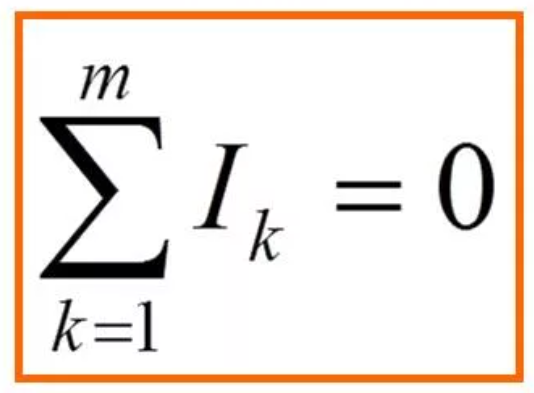 m
∑ I_k = 0
k=1